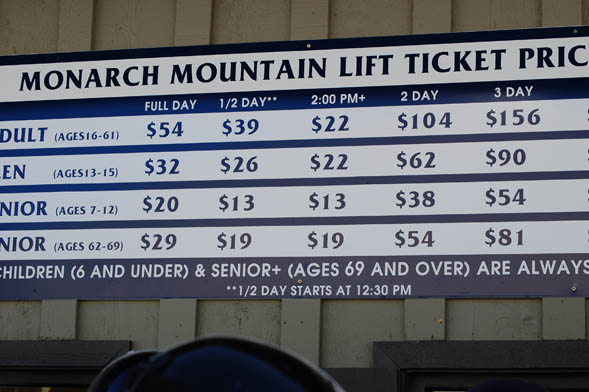 MONARCH MOUNTAIN LIFT TICKET PRIC
FULL DAY 1/2 DAY** 2:00 PM+ 2 DAY 3 DAY
DULT (AGES16-61) $54 $39 $22 $104 $156
EN (AGES13-15) $32 $26 $22 $62 $90
NIOR (AGES 7-12) $20 $13 $13 $38 $54
NIOR (AGES 62-69) $29 $19 $19 $54 $81
CHILDREN (6 AND UNDER) & SENIOR+ (AGES 69 AND OVER) ARE ALWAYS
**1/2 DAY STARTS AT 12:30 PM